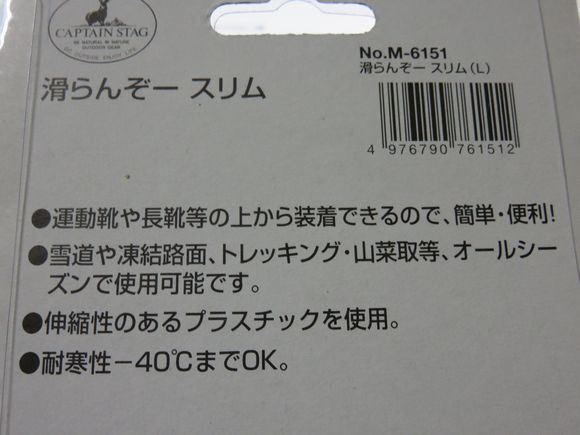 CAPTAIN STAG
BE NATURAL IN NATURE
OUTDOOR GEAR
GO OUTSIDE ENJOY LIFE
滑らんぞー スリム
No.M-6151
滑らんぞー スリム(L)
4 976790 761512
●運動靴や長靴等の上から装着できるので、簡単・便利!
●雪道や凍結路面、トレッキング・山菜取等、オールシー
ズンで使用可能です。
●伸縮性のあるプラスチックを使用。
●耐寒性−40℃までOK。